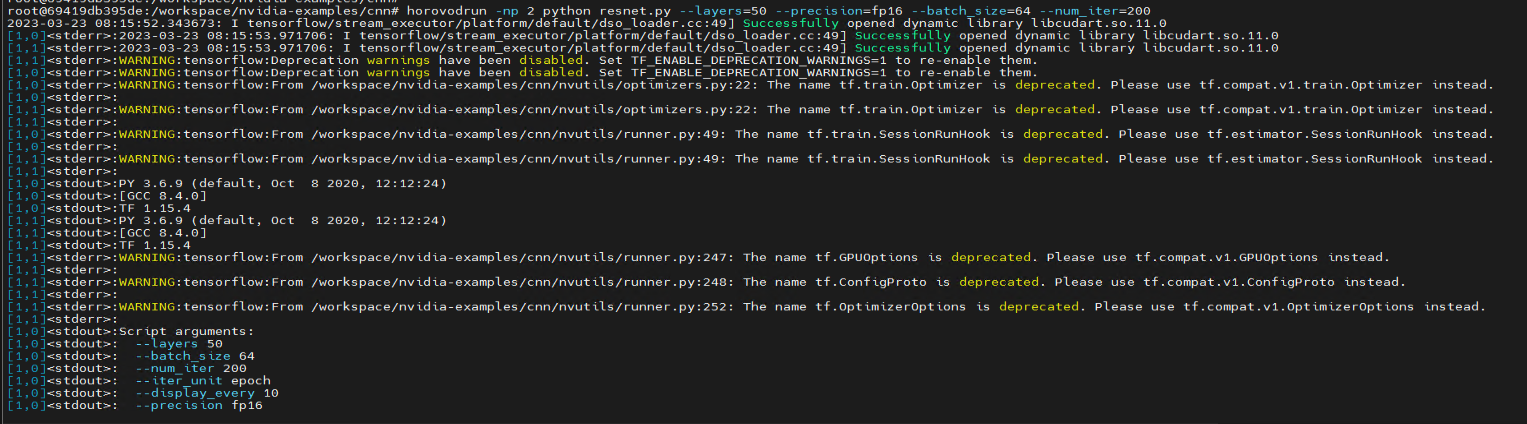 root@69419db395de:/workspace/nvidia-examples/cnn# horovodrun -np 2 python resnet.py --layers=50 --precision=fp16 --batch_size=64 --num_iter=200
2023-03-23 08:15:52.343673: I tensorflow/stream_executor/platform/default/dso_loader.cc:49] Successfully opened dynamic library libcudart.so.11.0
[1,0]<stderr>:2023-03-23 08:15:53.971706: I tensorflow/stream_executor/platform/default/dso_loader.cc:49] Successfully opened dynamic library libcudart.so.11.0
[1,1]<stderr>:2023-03-23 08:15:53.971706: I tensorflow/stream_executor/platform/default/dso_loader.cc:49] Successfully opened dynamic library libcudart.so.11.0
[1,1]<stderr>:WARNING:tensorflow:Deprecation warnings have been disabled. Set TF_ENABLE_DEPRECATION_WARNINGS=1 to re-enable them.
[1,0]<stderr>:WARNING:tensorflow:Deprecation warnings have been disabled. Set TF_ENABLE_DEPRECATION_WARNINGS=1 to re-enable them.
[1,0]<stderr>:WARNING:tensorflow:From /workspace/nvidia-examples/cnn/nvutils/optimizers.py:22: The name tf.train.Optimizer is deprecated. Please use tf.compat.v1.train.Optimizer instead.
[1,0]<stderr>:
[1,1]<stderr>:WARNING:tensorflow:From /workspace/nvidia-examples/cnn/nvutils/optimizers.py:22: The name tf.train.Optimizer is deprecated. Please use tf.compat.v1.train.Optimizer instead.
[1,1]<stderr>:
[1,0]<stderr>:WARNING:tensorflow:From /workspace/nvidia-examples/cnn/nvutils/runner.py:49: The name tf.train.SessionRunHook is deprecated. Please use tf.estimator.SessionRunHook instead.
[1,0]<stderr>:
[1,1]<stderr>:WARNING:tensorflow:From /workspace/nvidia-examples/cnn/nvutils/runner.py:49: The name tf.train.SessionRunHook is deprecated. Please use tf.estimator.SessionRunHook instead.
[1,1]<stderr>:
[1,0]<stdout>:PY 3.6.9 (default, Oct  8 2020, 12:12:24)
[1,0]<stdout>:[GCC 8.4.0]
[1,0]<stdout>:TF 1.15.4
[1,1]<stdout>:PY 3.6.9 (default, Oct  8 2020, 12:12:24)
[1,1]<stdout>:[GCC 8.4.0]
[1,1]<stdout>:TF 1.15.4
[1,1]<stderr>:WARNING:tensorflow:From /workspace/nvidia-examples/cnn/nvutils/runner.py:247: The name tf.GPUOptions is deprecated. Please use tf.compat.v1.GPUOptions instead.
[1,1]<stderr>:
[1,1]<stderr>:WARNING:tensorflow:From /workspace/nvidia-examples/cnn/nvutils/runner.py:248: The name tf.ConfigProto is deprecated. Please use tf.compat.v1.ConfigProto instead.
[1,1]<stderr>:
[1,1]<stderr>:WARNING:tensorflow:From /workspace/nvidia-examples/cnn/nvutils/runner.py:252: The name tf.OptimizerOptions is deprecated. Please use tf.compat.v1.OptimizerOptions instead.
[1,1]<stderr>:
[1,0]<stdout>:Script arguments:
[1,0]<stdout>:  --layers 50
[1,0]<stdout>:  --batch_size 64
[1,0]<stdout>:  --num_iter 200
[1,0]<stdout>:  --iter_unit epoch
[1,0]<stdout>:  --display_every 10
[1,0]<stdout>:  --precision fp16